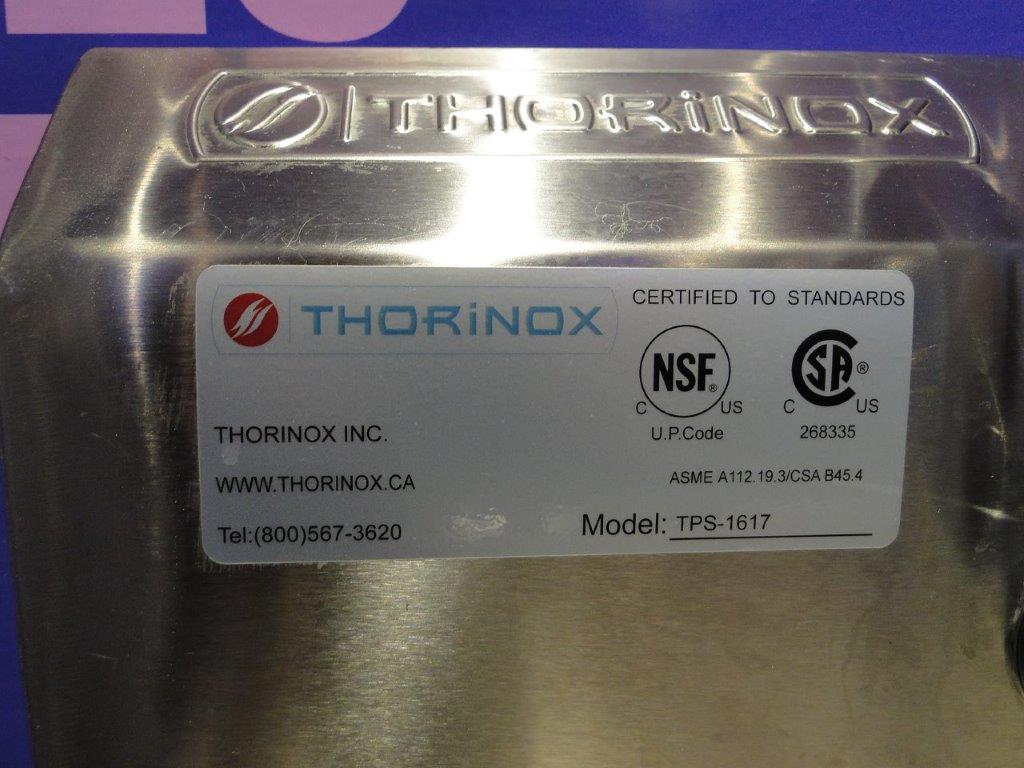 THORiNOX
THORiNOX
CERTIFIED TO STANDARDS
NSF®
C US
U.P.Code
CSA®
C US
268335
THORINOX INC.
WWW.THORINOX.CA
ASME A112.19.3/CSA B45.4
Tel:(800)567-3620
Model: TPS-1617